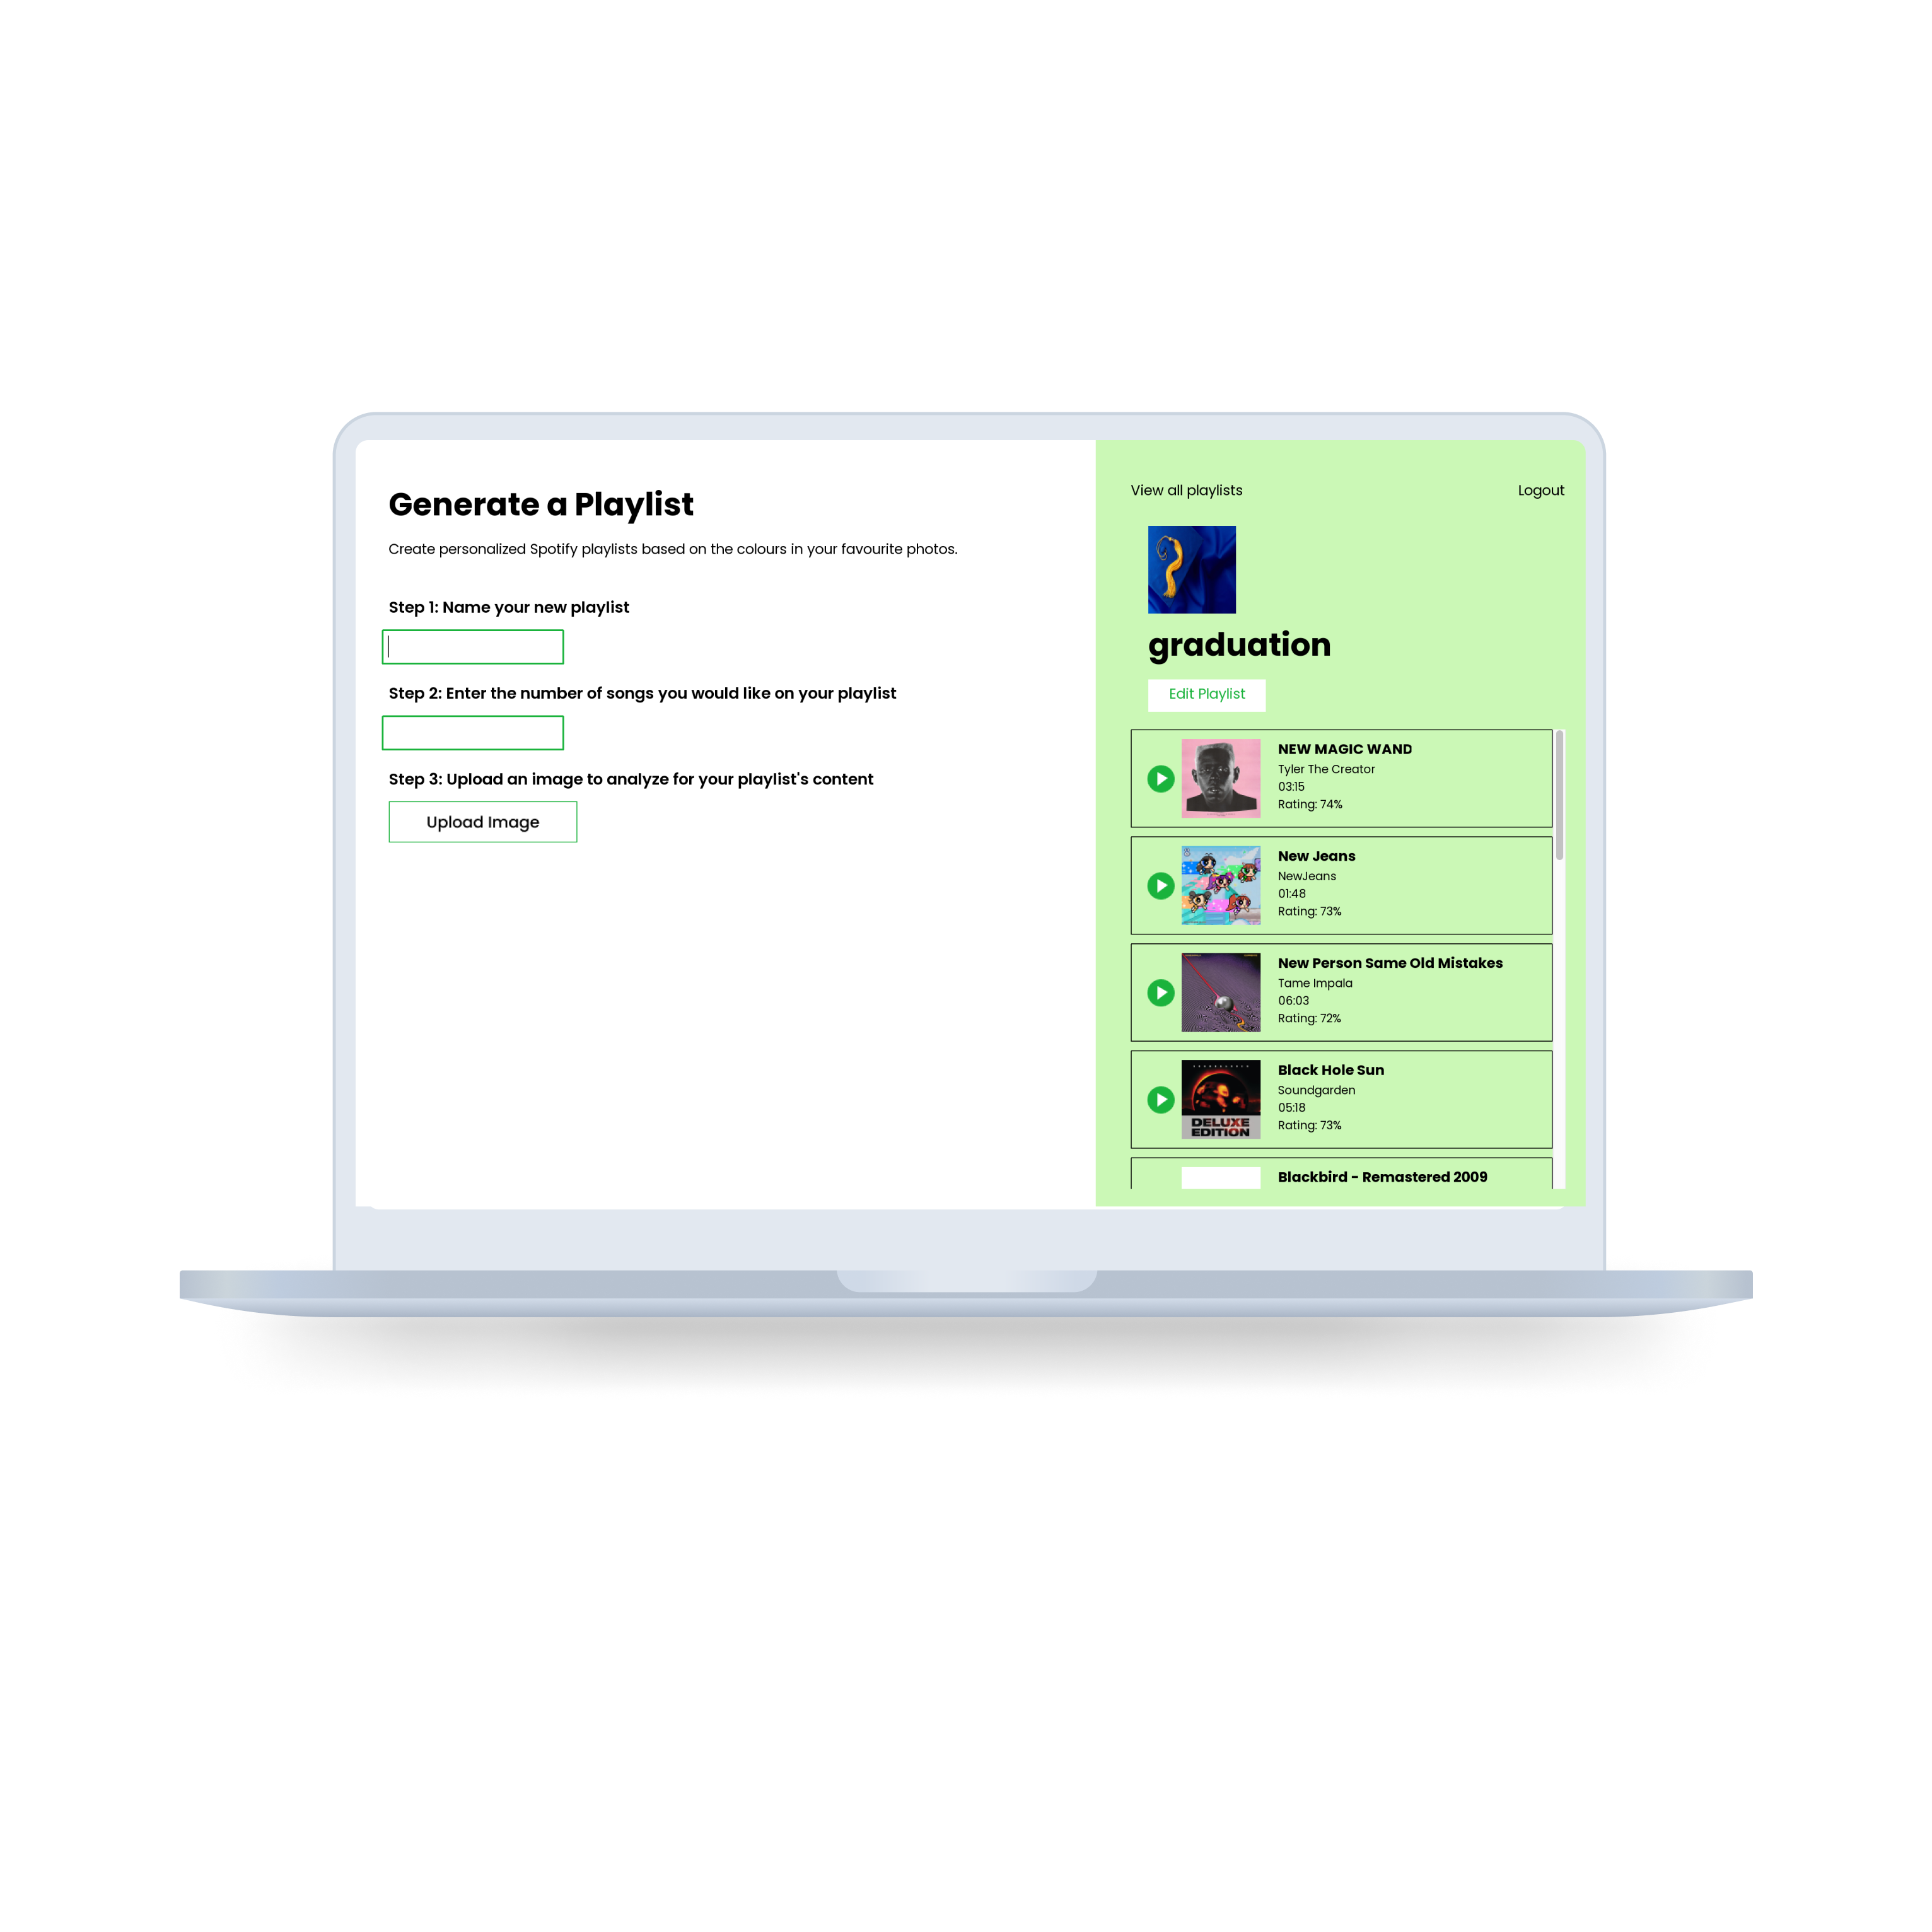 Generate a Playlist
Create personalized Spotify playlists based on the colours in your favourite photos.
Step 1: Name your new playlist
Step 2: Enter the number of songs you would like on your playlist
Step 3: Upload an image to analyze for your playlist's content
Upload Image
View all playlists
Logout
graduation
Edit Playlist
NEW MAGIC WAND
Tyler The Creator
03:15
Rating: 74%
New Jeans
NewJeans
01:48
Rating: 73%
New Person Same Old Mistakes
Tame Impala
06:03
Rating: 72%
DELUXE
EDITION
Black Hole Sun
Soundgarden
05:18
Rating: 73%
Blackbird - Remastered 2009